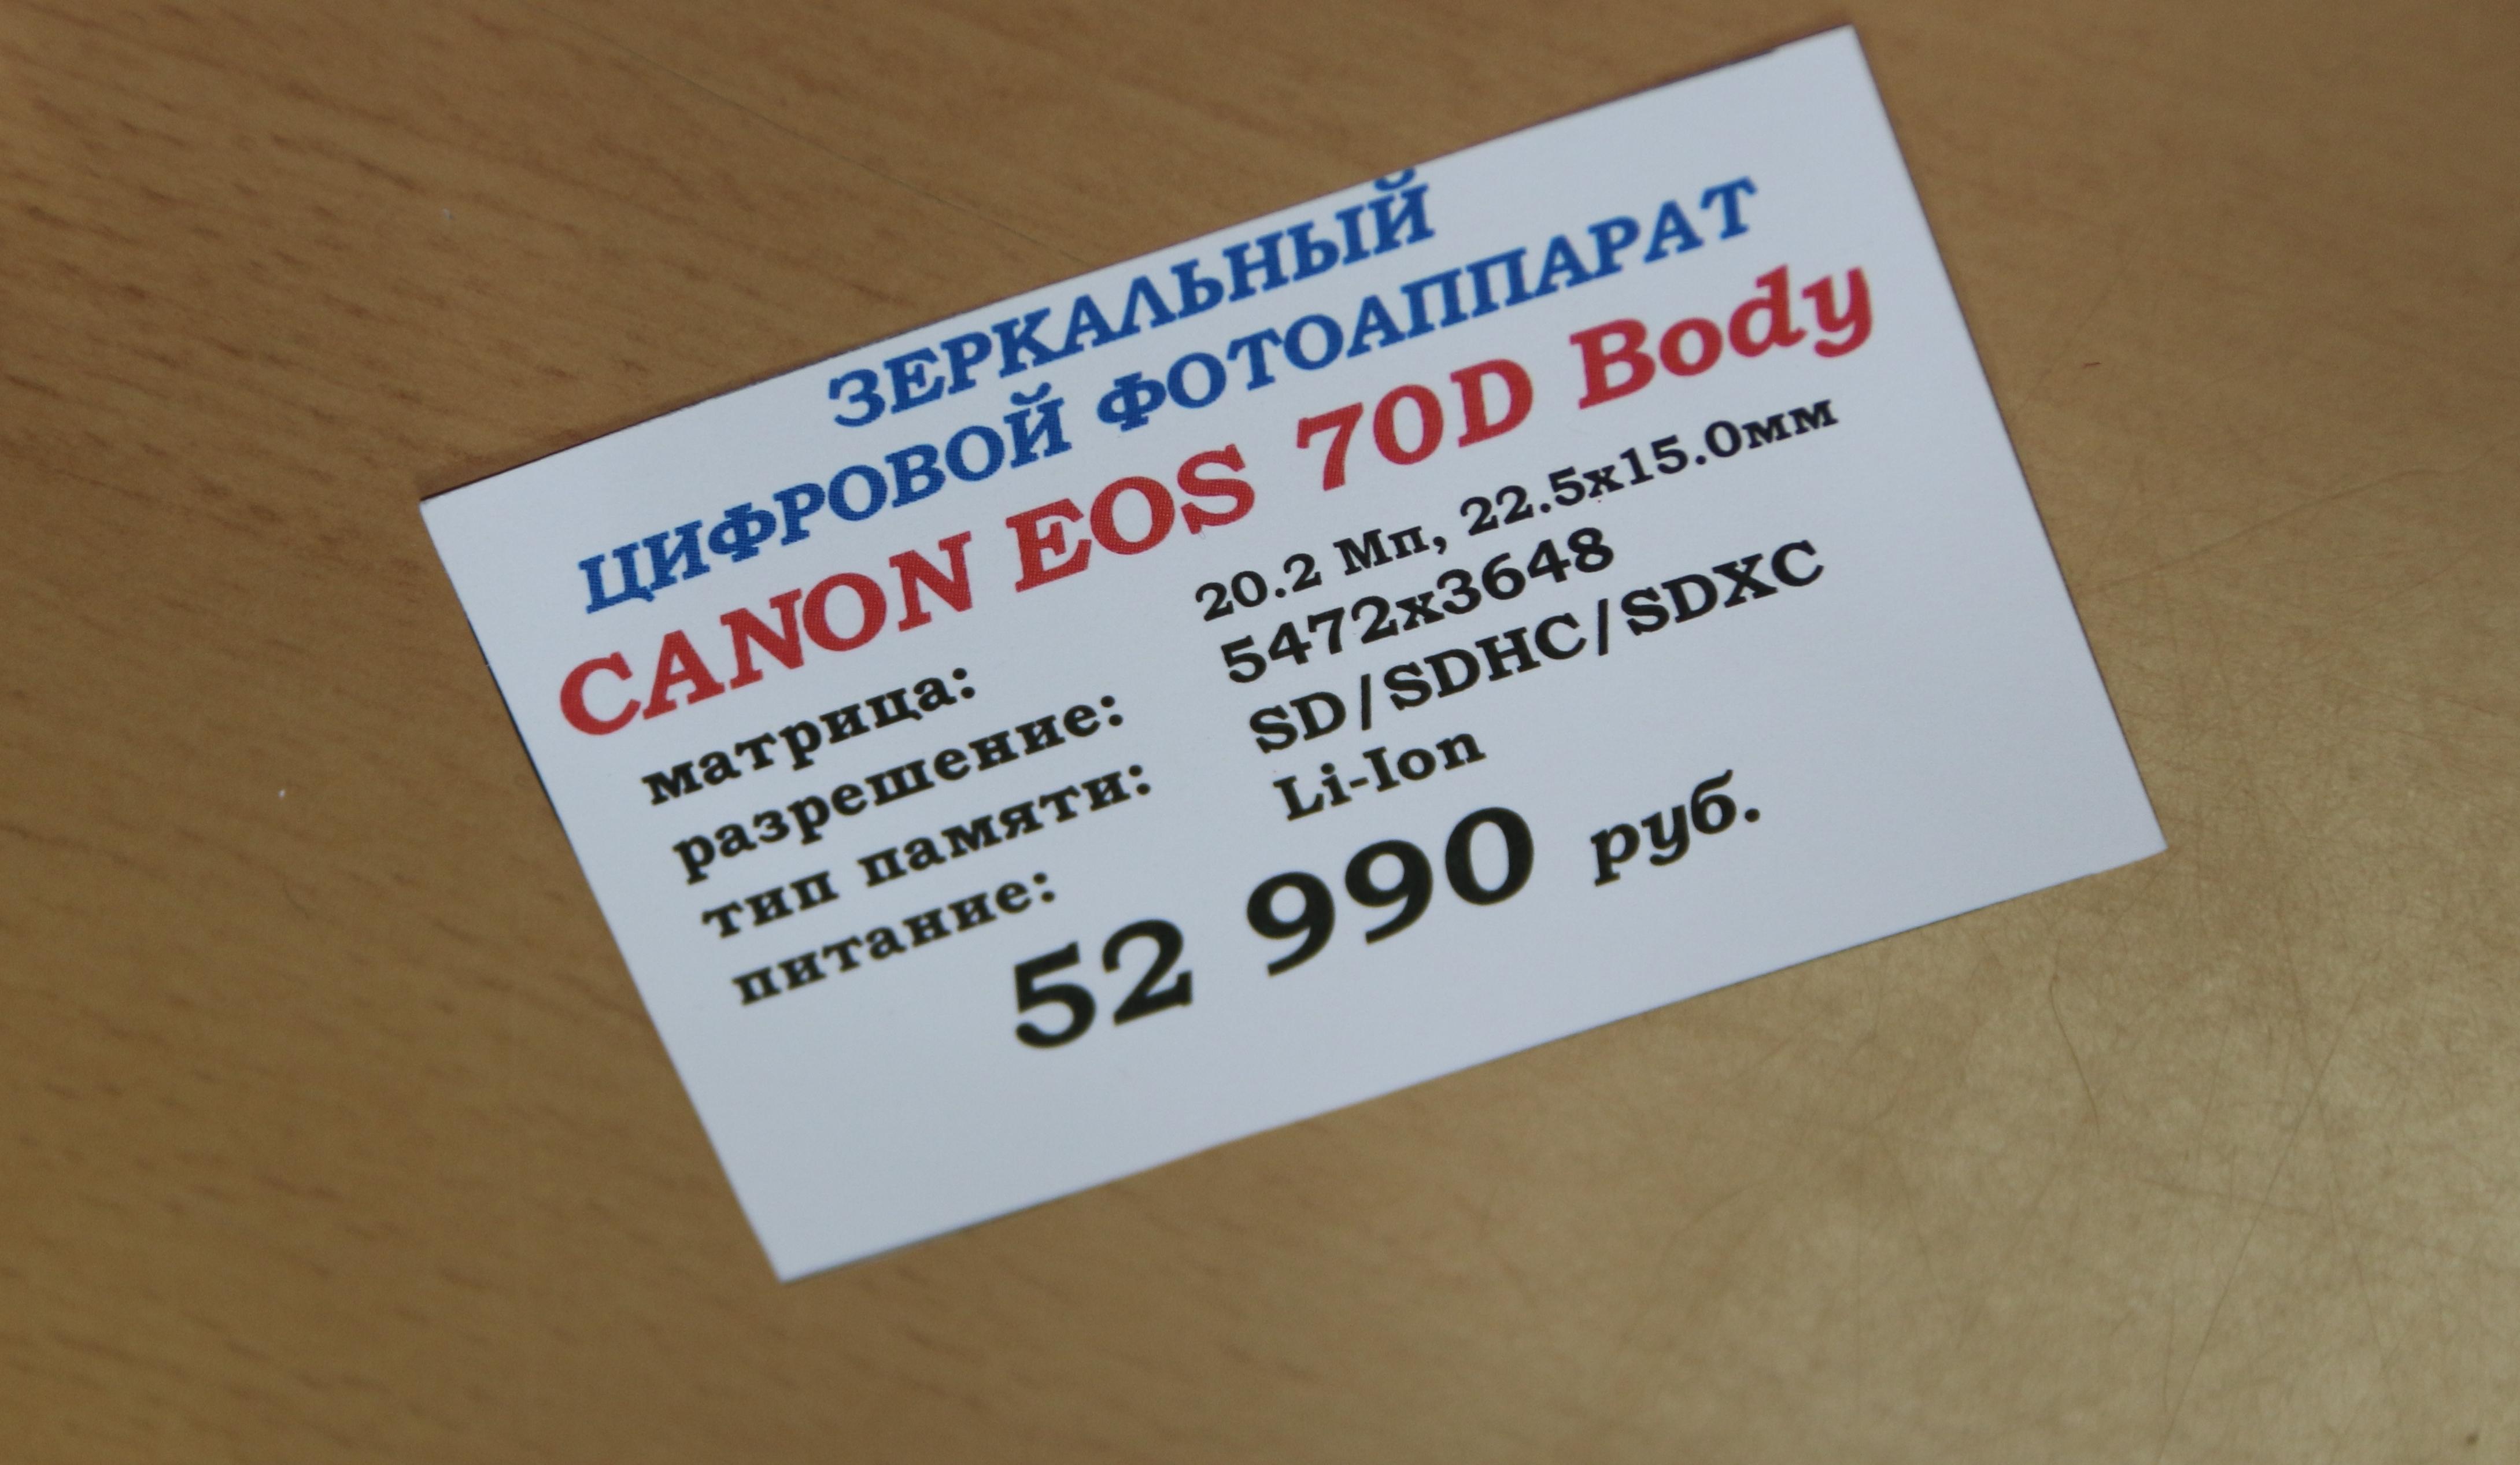 ЗЕРКАЛЬНЫЙ
ЦИФРОВОЙ ФОТОАППАРАТ
CANON EOS 70D Body
матрица: 20.2 Мп, 22.5x15.0мм
разрешение: 5472x3648
тип памяти: SD/SDHC/SDXC
питание: Li-Ion
52 990 руб.